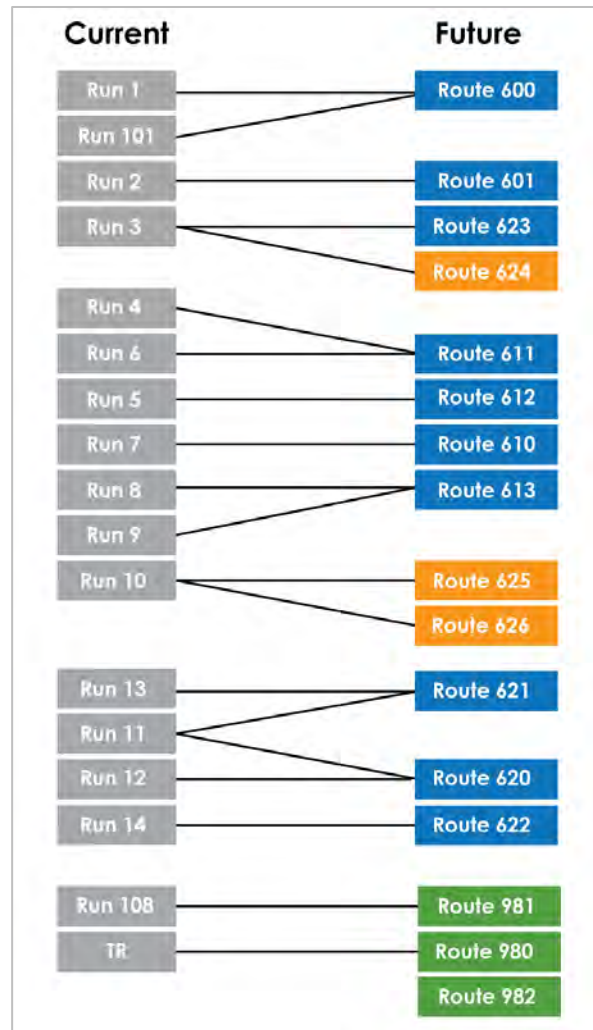 Current Future
Run 1 Route 600
Run 101
Run 2 Route 601
Run 3 Route 623
Route 624
Run 4
Run 6 Route 611
Run 5 Route 612
Run 7 Route 610
Run 8 Route 613
Run 9
Run 10 Route 625
Route 626
Run 13 Route 621
Run 11
Run 12 Route 620
Run 14 Route 622
Run 108 Route 981
TR Route 980
Route 982